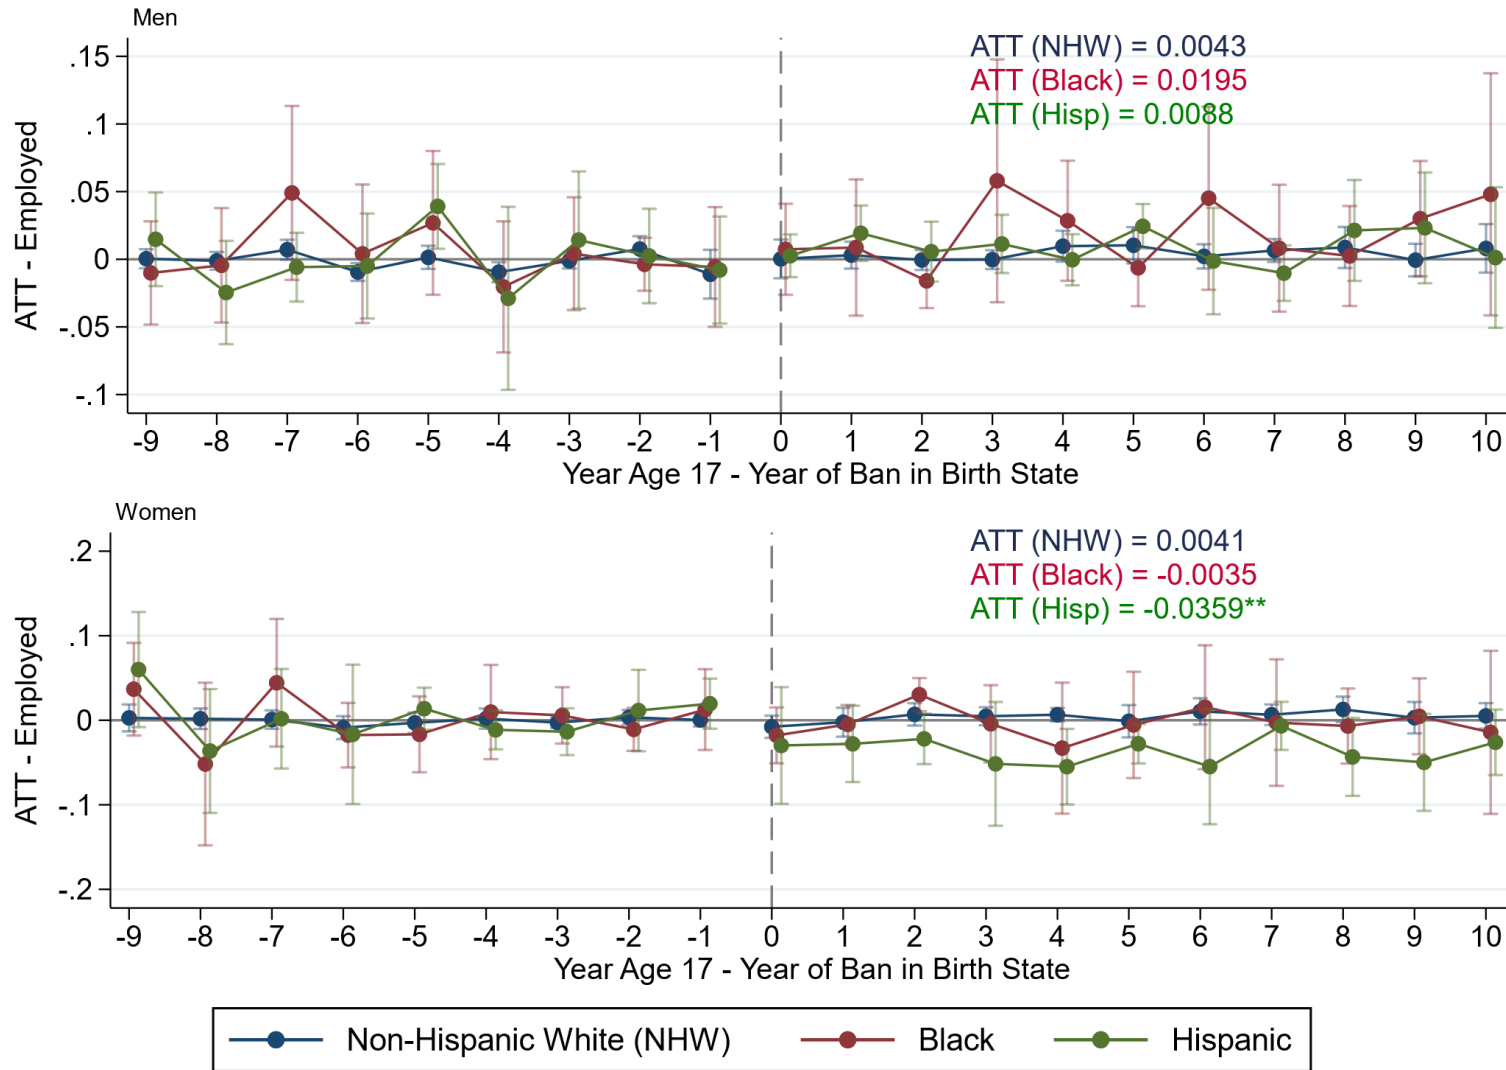 Men
ATT - Employed
.15
.1
.05
0
-.05
-.1
ATT (NHW) = 0.0043
ATT (Black) = 0.0195
ATT (Hisp) = 0.0088
-9 -8 -7 -6 -5 -4 -3 -2 -1 0 1 2 3 4 5 6 7 8 9 10
Year Age 17 - Year of Ban in Birth State
Women
ATT - Employed
.2
.1
0
-.1
-.2
ATT (NHW) = 0.0041
ATT (Black) = -0.0035
ATT (Hisp) = -0.0359**
-9 -8 -7 -6 -5 -4 -3 -2 -1 0 1 2 3 4 5 6 7 8 9 10
Year Age 17 - Year of Ban in Birth State
Non-Hispanic White (NHW) Black Hispanic